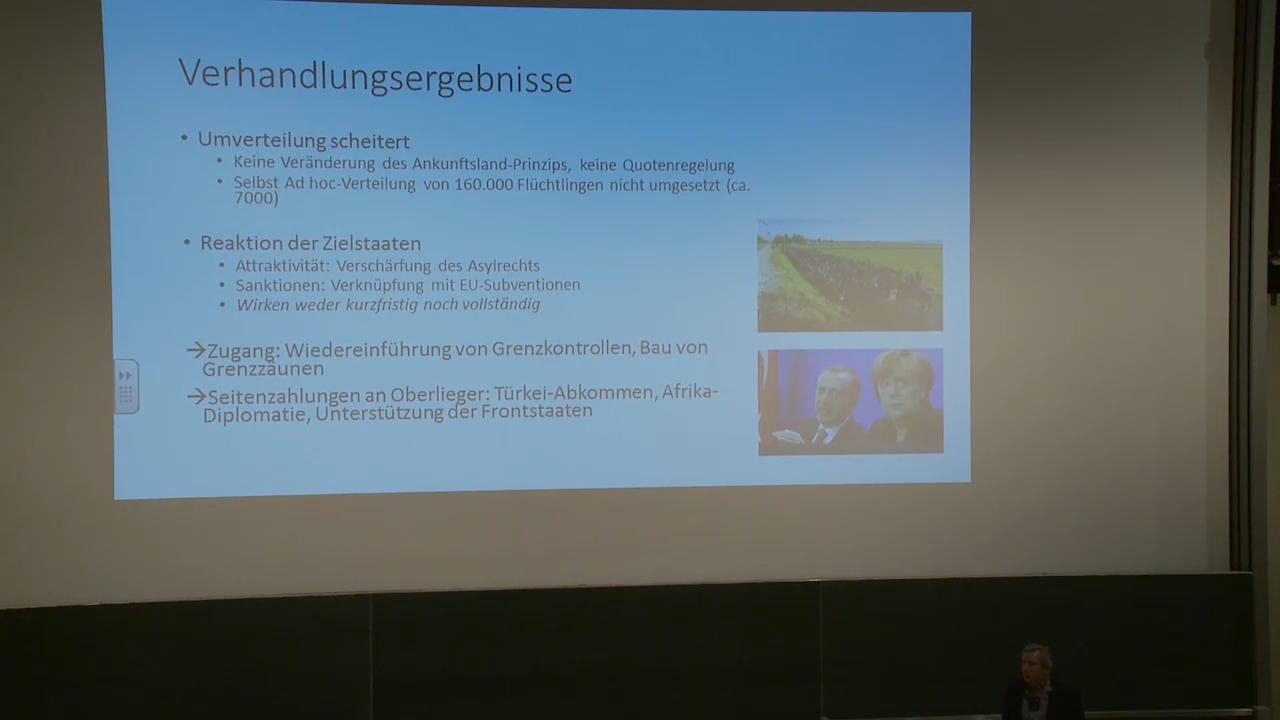 Verhandlungsergebnisse
• Umverteilung scheitert
• Keine Veränderung des Ankunftsland-Prinzips, keine Quotenregelung
• Selbst Ad hoc-Verteilung von 160.000 Flüchtlingen nicht umgesetzt (ca.
7000)
• Reaktion der Zielstaaten
• Attraktivität: Verschärfung des Asylrechts
• Sanktionen: Verknüpfung mit EU-Subventionen
• Wirken weder kurzfristig noch vollständig
→Zugang: Wiedereinführung von Grenzkontrollen, Bau von
Grenzzäunen
→Seitenzahlungen an Oberlieger: Türkei-Abkommen, Afrika-
Diplomatie, Unterstützung der Frontstaaten